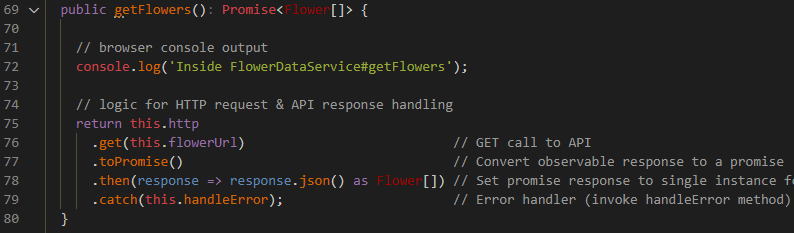 69 public getFlowers(): Promise<Flower[]> {
70
71 // browser console output
72 console.log('Inside FlowerDataService#getFlowers');
73
74 // logic for HTTP request & API response handling
75 return this.http
76 .get(this.flowerUrl) // GET call to API
77 .toPromise() // Convert observable response to a promise
78 .then(response => response.json() as Flower[]) // Set promise response to single instance
79 .catch(this.handleError); // Error handler (invoke handleError method)
80 }